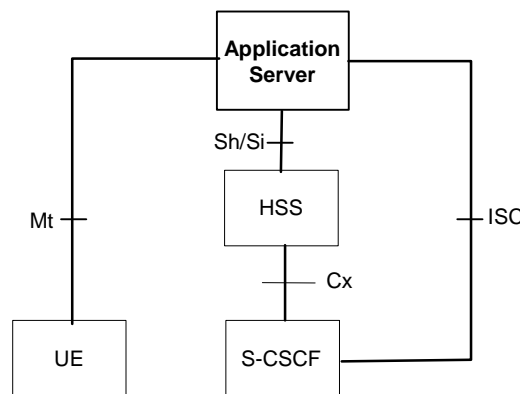 Application
Server
Sh/Si
HSS
Mt
ISC
Cx
UE
S-CSCF